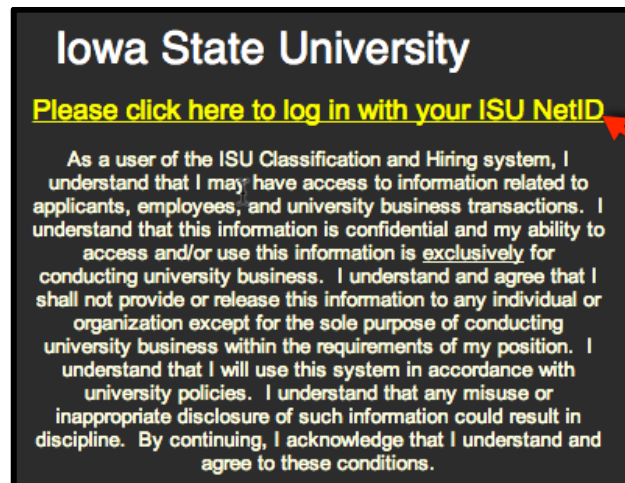 Iowa State University
Please click here to log in with your ISU NetID
As a user of the ISU Classification and Hiring system, I
understand that I may have access to information related to
applicants, employees, and university business transactions. I
understand that this information is confidential and my ability to
access and/or use this information is exclusively for
conducting university business. I understand and agree that I
shall not provide or release this information to any individual or
organization except for the sole purpose of conducting
university business within the requirements of my position. I
understand that I will use this system in accordance with
university policies. I understand that any misuse or
inappropriate disclosure of such information could result in
discipline. By continuing, I acknowledge that I understand and
agree to these conditions.